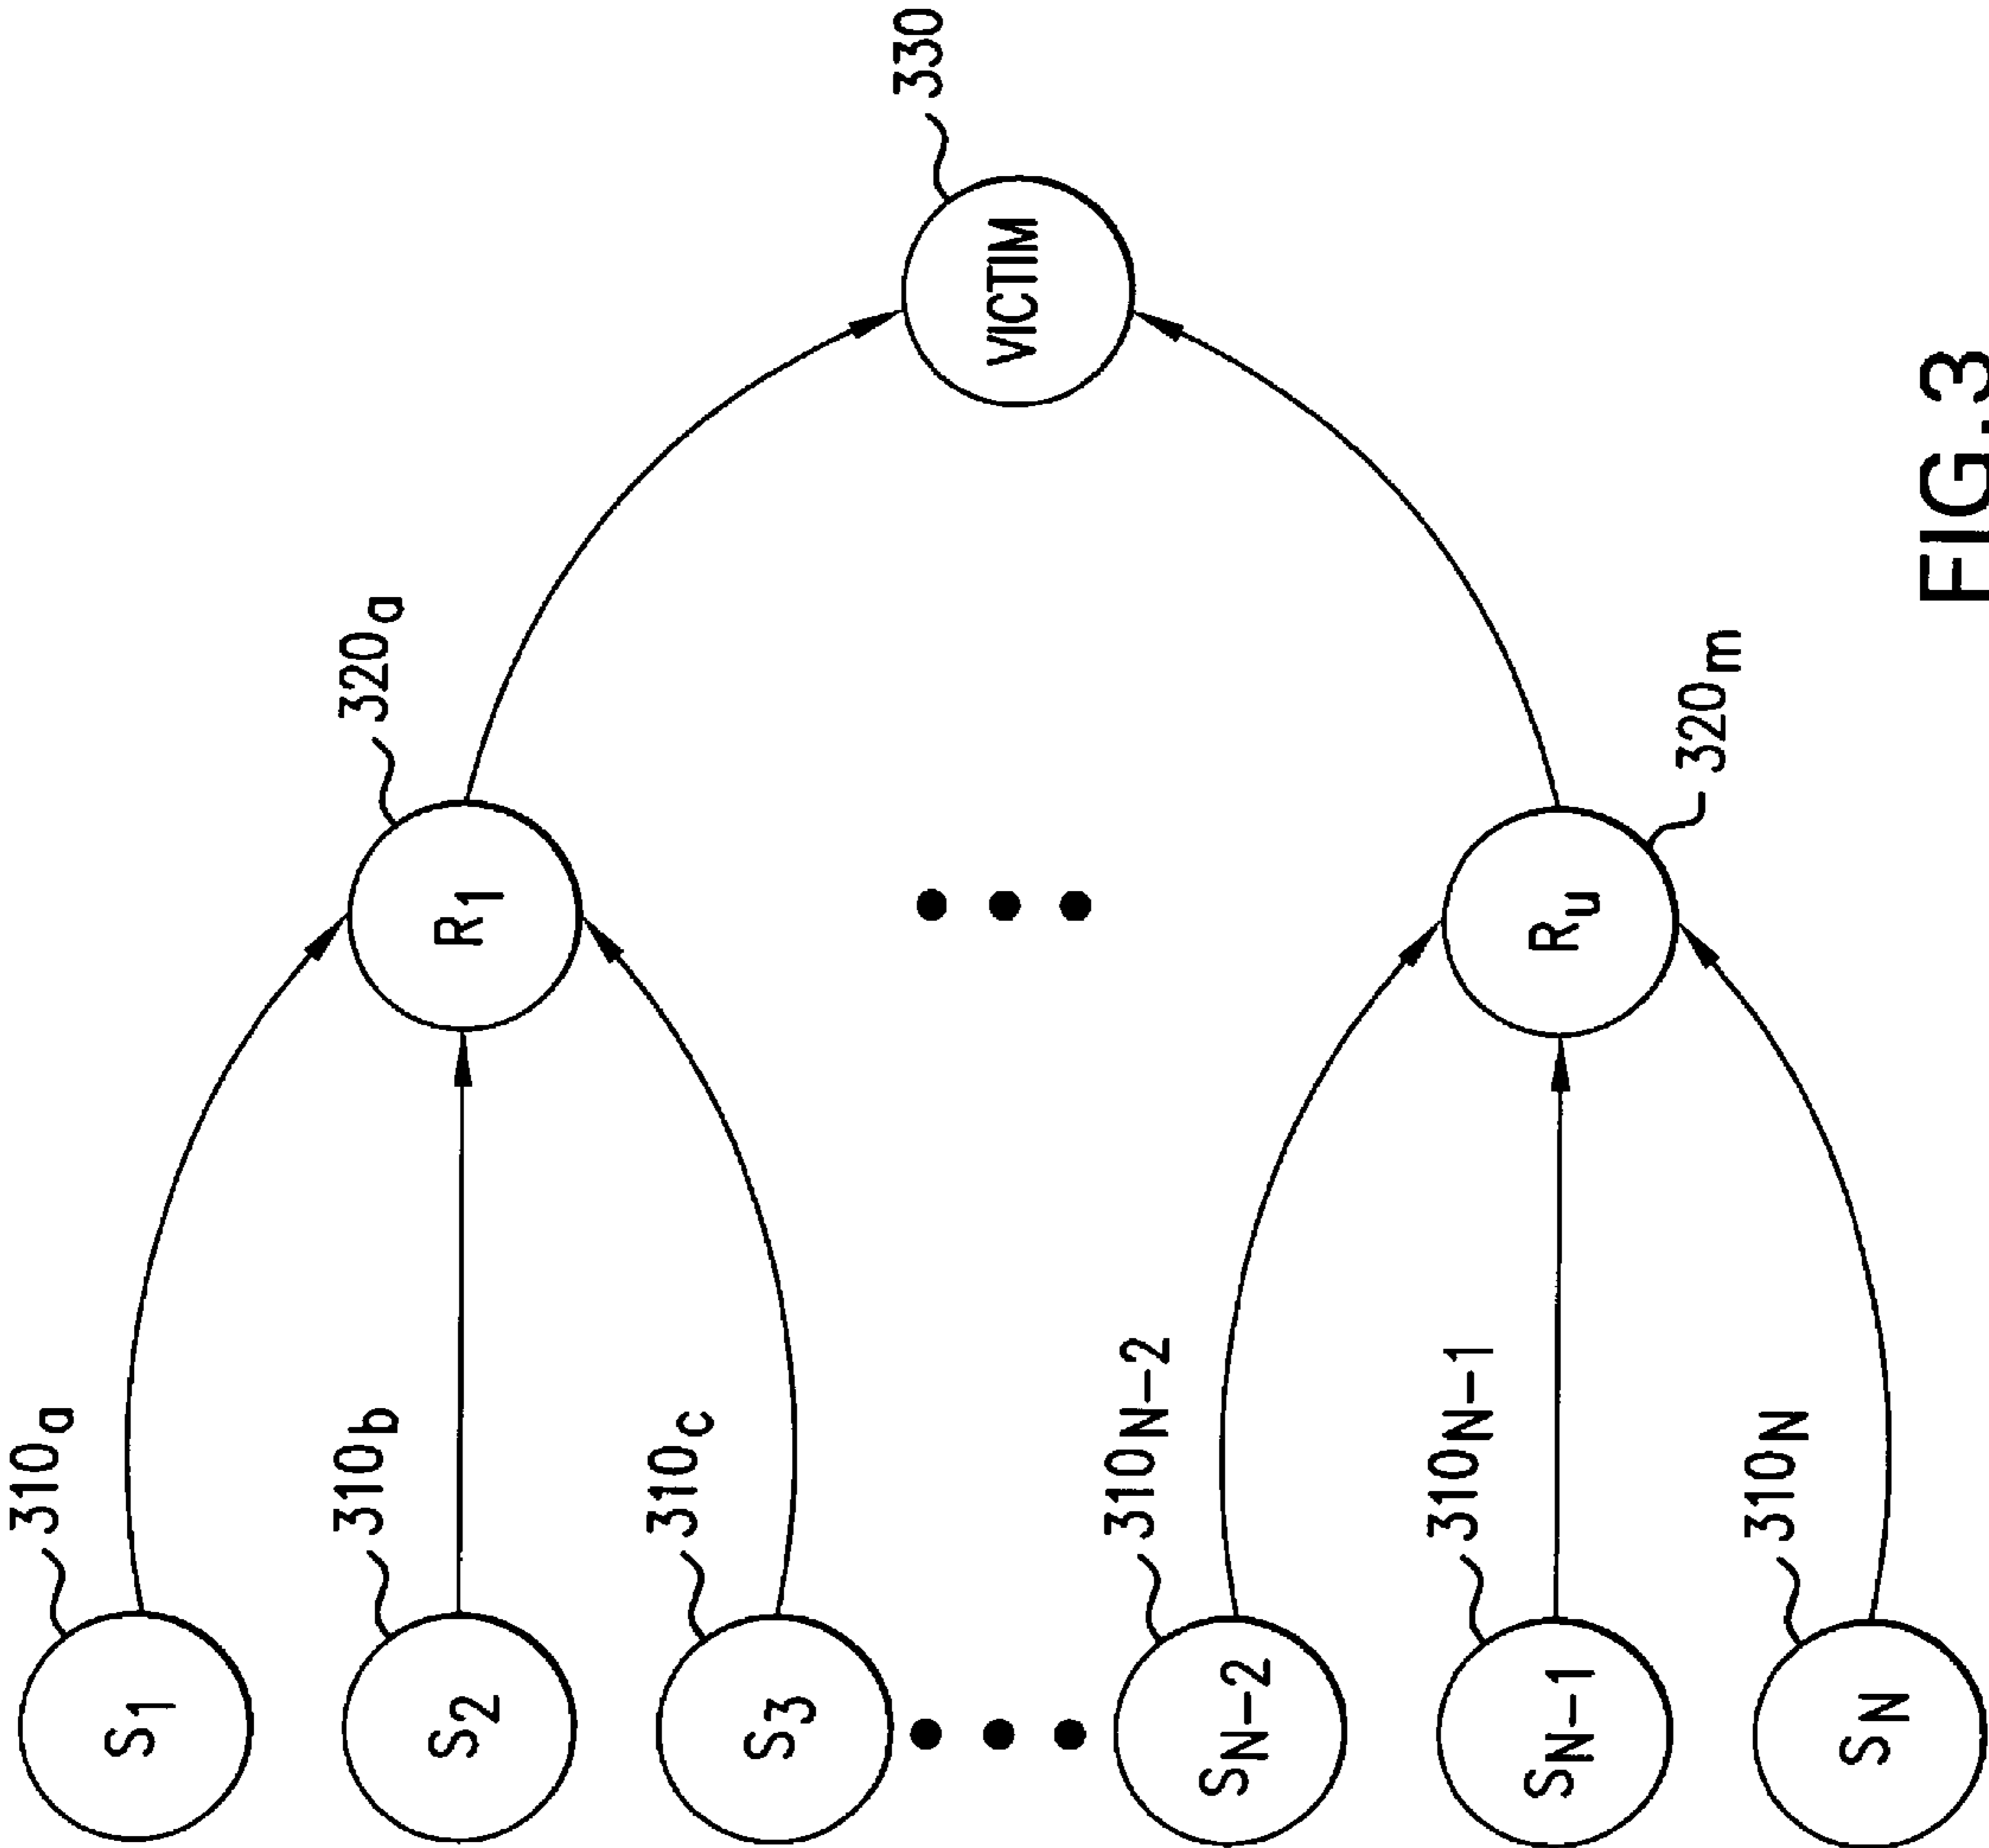 310a
S1
310b
S2
310c
S3
310N-2
SN-2
310N-1
SN-1
310N
SN
320a
R1
320m
Ru
330
VICTIM
FIG.3